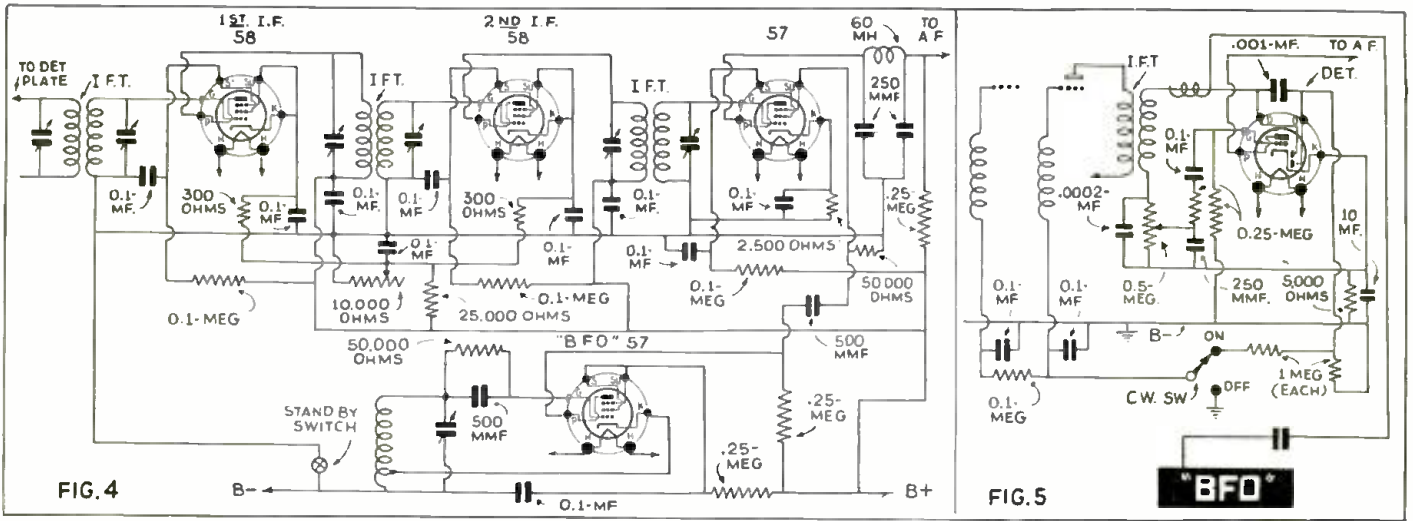 1ST. I.F.
58
2ND I.F.
58
57
60
MH
TO
A F.
TO DET
PLATE
I F.T.
I F.T.
I F.T.
250
MMF
S
SU
G
P
K
H
H
S
SU
G
P
K
H
H
S
SU
G
P
K
H
H
0.1-
MF.
300
OHMS
0.1-
MF
0.1-
MF.
0.1-
MF.
300
OHMS
0.1-
MF.
0.1-
MF.
0.1-
MF
.25-
MEG
0.1-
MF
0.1-
MF
2.500 OHMS
0.1-MEG
10,000
OHMS
25.000 OHMS
0.1-MEG
0.1-
MEG
50,000
OHMS
50,000
OHMS
"BFO" 57
500
MMF
S
SU
G
P
K
H
H
STAND BY
SWITCH
500
MMF
.25-
MEG
.25-
MEG
FIG. 4
B-
0.1-MF
B+
I.F.T
.001-MF.
TO A F.
DET.
0.1-
MF
.0002-
MF
P
K
H
H
0.25-MEG
10
MF.
0.1-
MF
0.1-
MF
0.5-
MEG.
250
MMF.
5,000
OHMS
B-
ON
0.1-
MEG
C.W. SW
OFF
1 MEG
(EACH)
FIG. 5
"BFO"